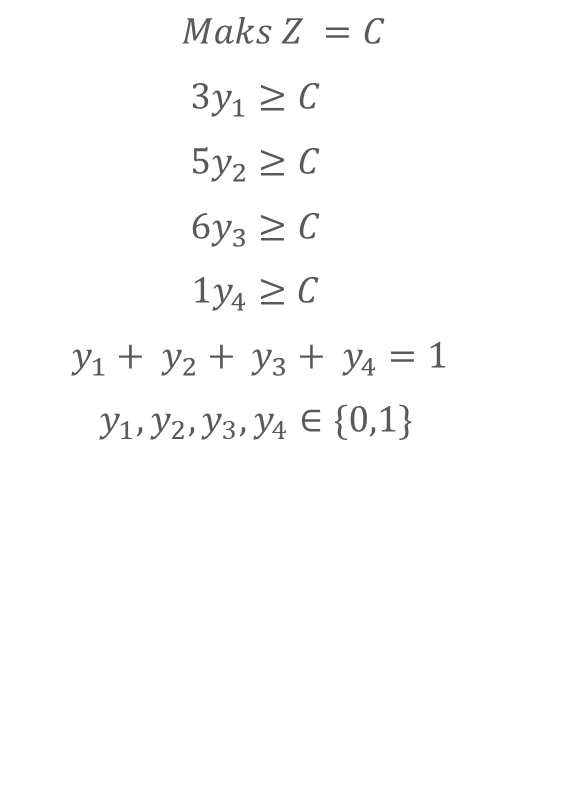 Maks Z = C
3y₁ ≥ C
5y₂ ≥ C
6y₃ ≥ C
1y₄ ≥ C
y₁ + y₂ + y₃ + y₄ = 1
y₁, y₂, y₃, y₄ ∈ {0,1}